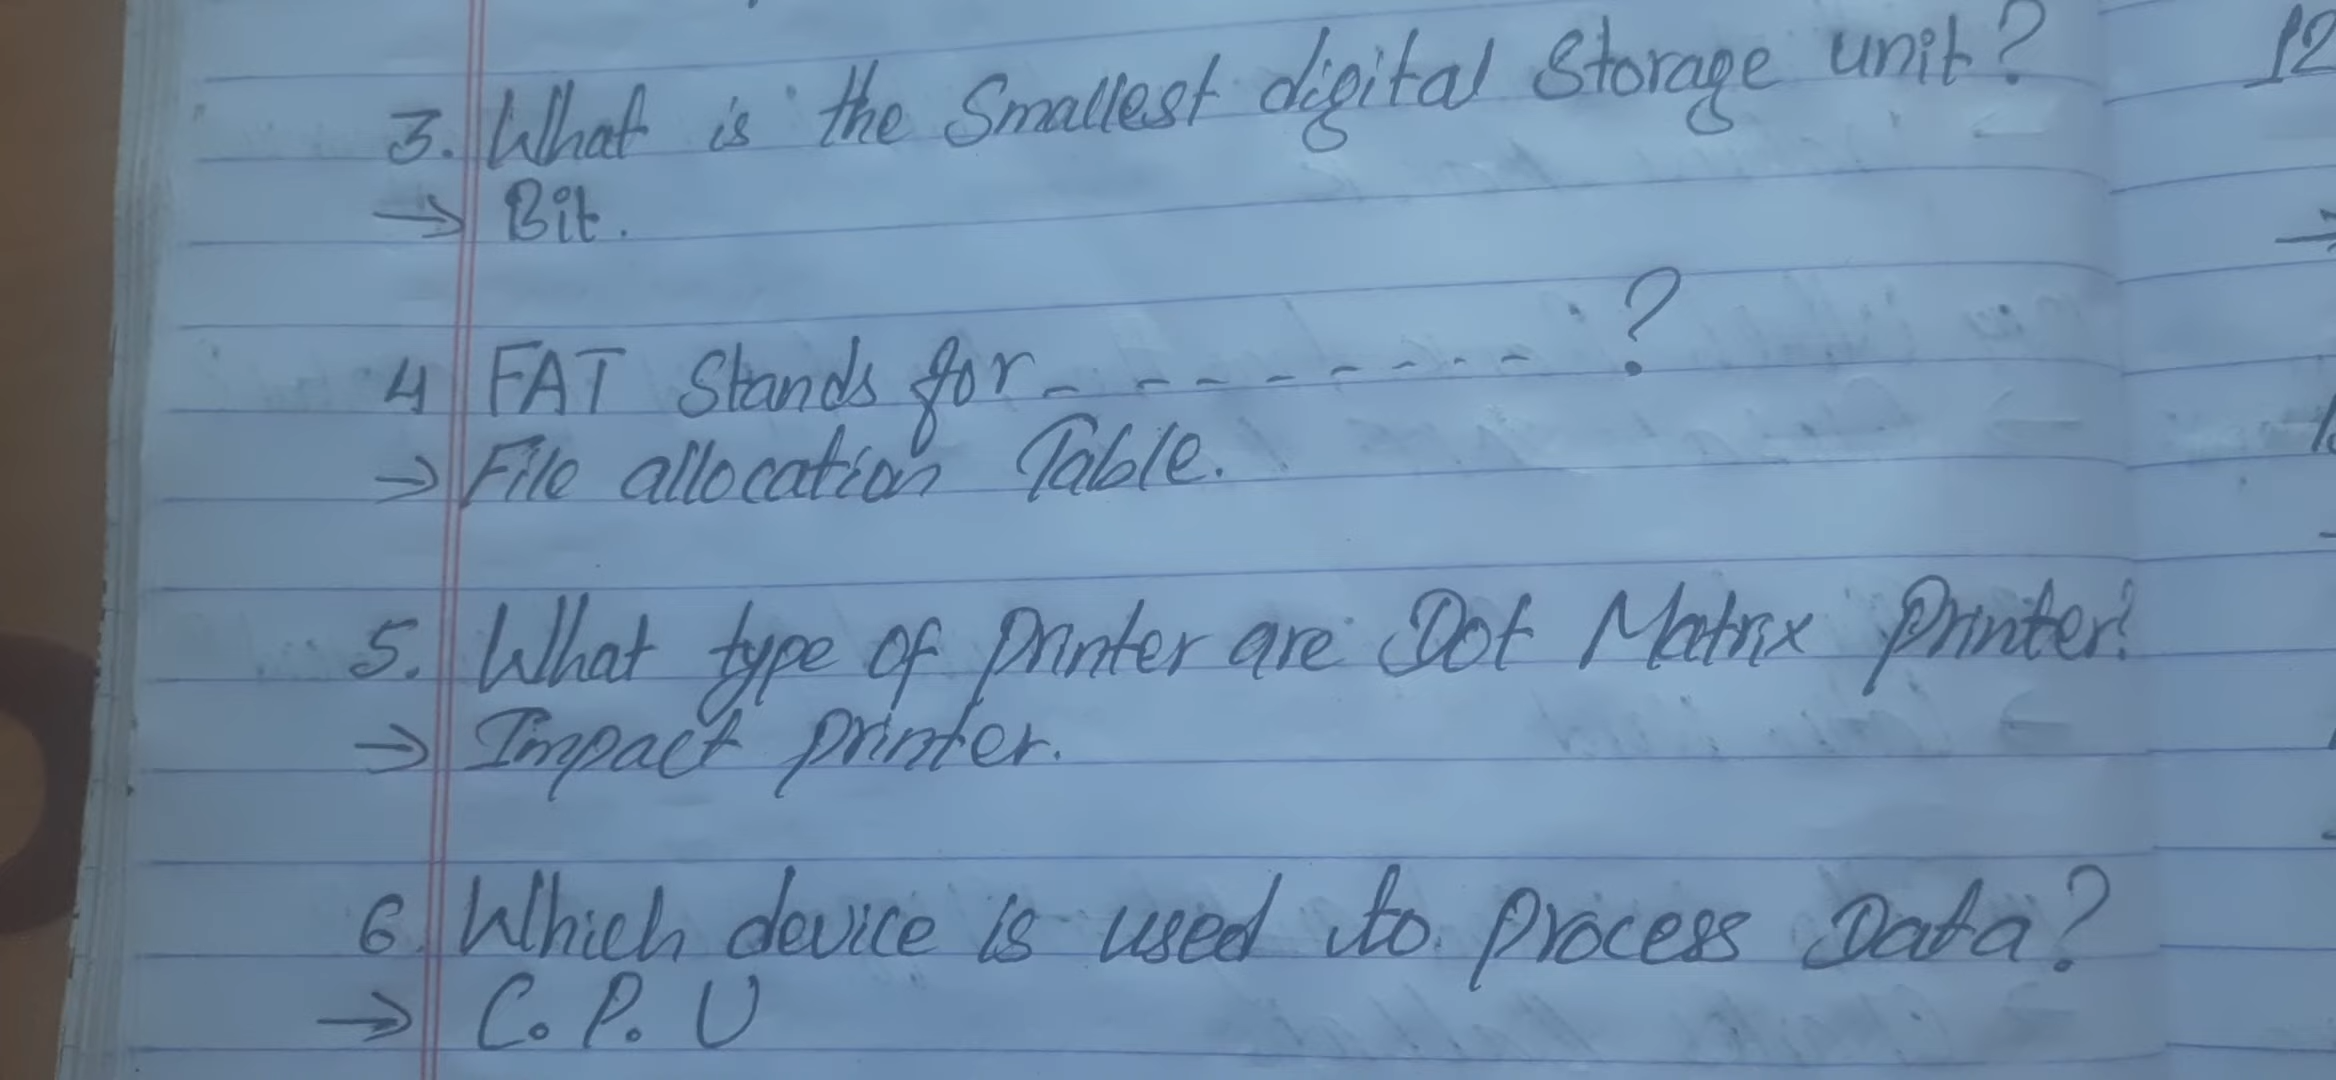 3. What is the Smallest digital Storage unit?
→ Bit.
4 FAT Stands for - - - - - - - - - ?
→ File allocation Table.
5. What type of printer are Dot Matrix printer?
→ Impact printer.
6. Which device is used to process Data?
→ C. P. U
12